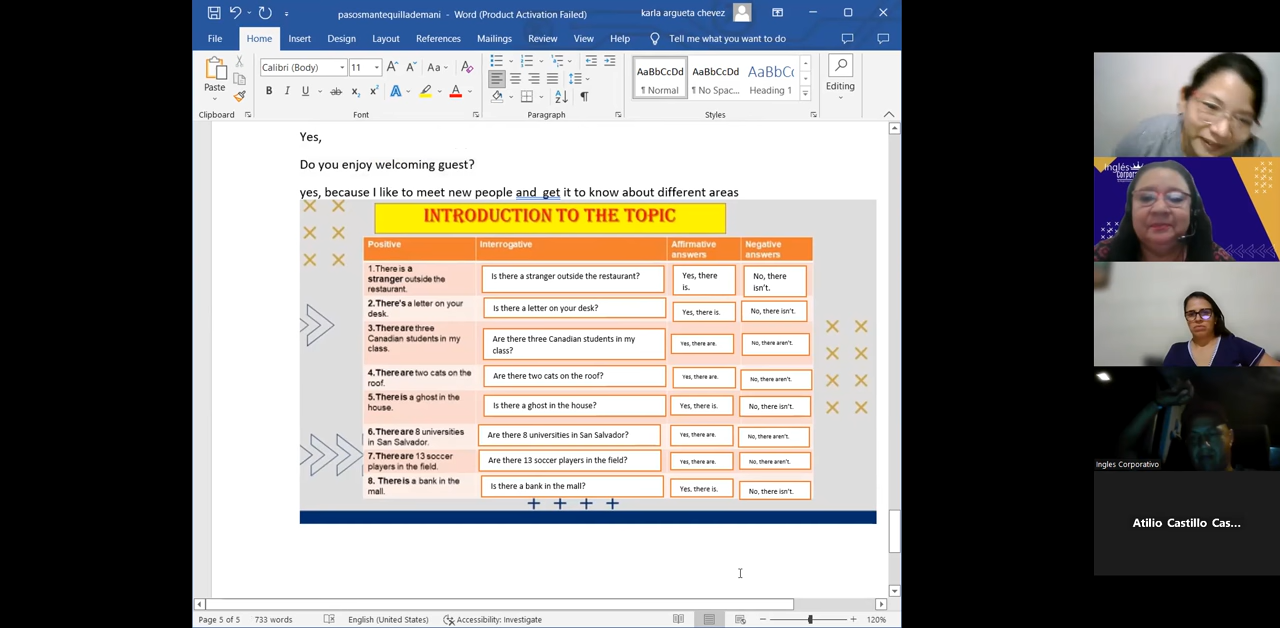 pasosmantequillademani - Word (Product Activation Failed)
karla argueta chevez
File Home Insert Design Layout References Mailings Review View Help Tell me what you want to do
Paste
Calibri (Body) 11
AaBbCcDd AaBbCcDd AaBbCc
¶ Normal ¶ No Spac... Heading 1
Editing
Clipboard Font Paragraph Styles
Yes,
Do you enjoy welcoming guest?
yes, because I like to meet new people and get it to know about different areas
INTRODUCTION TO THE TOPIC
Positive Interrogative Affirmative answers Negative answers
1.There is a stranger outside the restaurant. Is there a stranger outside the restaurant? Yes, there is. No, there isn't.
2.There's a letter on your desk. Is there a letter on your desk? Yes, there is. No, there isn't.
3.There are three Canadian students in my class. Are there three Canadian students in my class? Yes, there are. No, there aren't.
4.There are two cats on the roof. Are there two cats on the roof? Yes, there are. No, there aren't.
5.There is a ghost in the house. Is there a ghost in the house? Yes, there is. No, there isn't.
6.There are 8 universities in San Salvador. Are there 8 universities in San Salvador? Yes, there are. No, there aren't.
7.There are 13 soccer players in the field. Are there 13 soccer players in the field? Yes, there are. No, there aren't.
8. There is a bank in the mall. Is there a bank in the mall? Yes, there is. No, there isn't.
Page 5 of 5 733 words English (United States) Accessibility: Investigate 120%
Inglés
Ingles Corporativo
Atilio Castillo Cas...